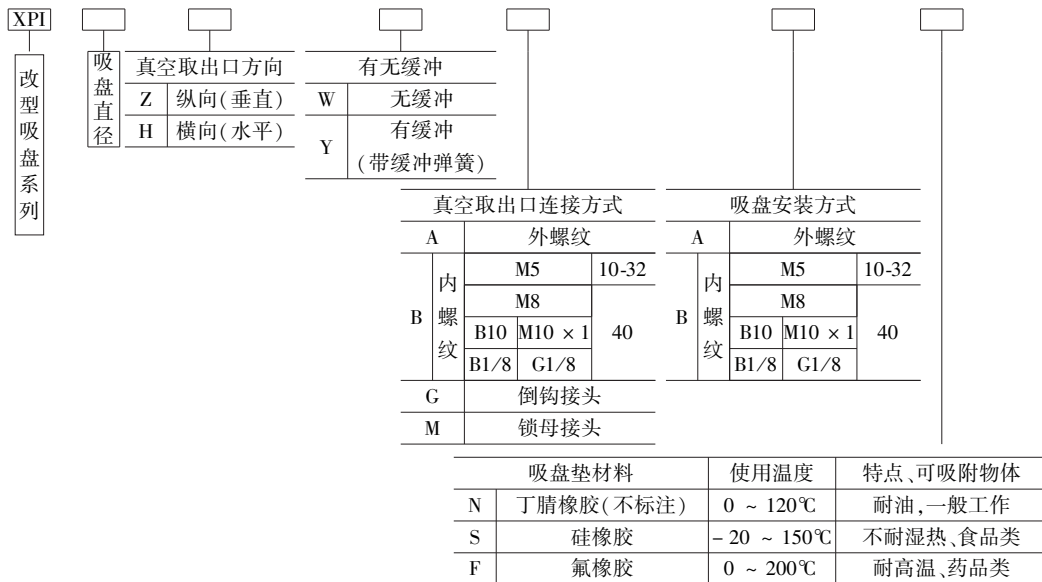 XPI
改型吸盘系列
吸盘直径
真空取出口方向
Z 纵向(垂直)
H 横向(水平)
有无缓冲
W 无缓冲
Y 有缓冲
(带缓冲弹簧)
真空取出口连接方式
A 外螺纹
B 内螺纹 M5 10-32
M8
B10 M10 × 1 40
B1/8 G1/8
G 倒钩接头
M 锁母接头
吸盘安装方式
A 外螺纹
B 内螺纹 M5 10-32
M8
B10 M10 × 1 40
B1/8 G1/8
吸盘垫材料 使用温度 特点、可吸附物体
N 丁腈橡胶(不标注) 0 ~ 120℃ 耐油,一般工作
S 硅橡胶 – 20 ~ 150℃ 不耐湿热、食品类
F 氟橡胶 0 ~ 200℃ 耐高温、药品类